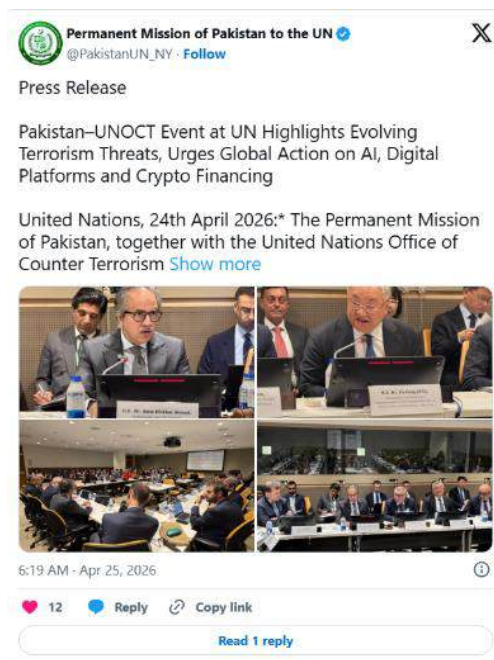 Permanent Mission of Pakistan to the UN
@PakistanUN_NY · Follow
Press Release
Pakistan–UNOCT Event at UN Highlights Evolving
Terrorism Threats, Urges Global Action on AI, Digital
Platforms and Crypto Financing
United Nations, 24th April 2026:* The Permanent Mission
of Pakistan, together with the United Nations Office of
Counter Terrorism Show more
6:19 AM · Apr 25, 2026
12 Reply Copy link
Read 1 reply